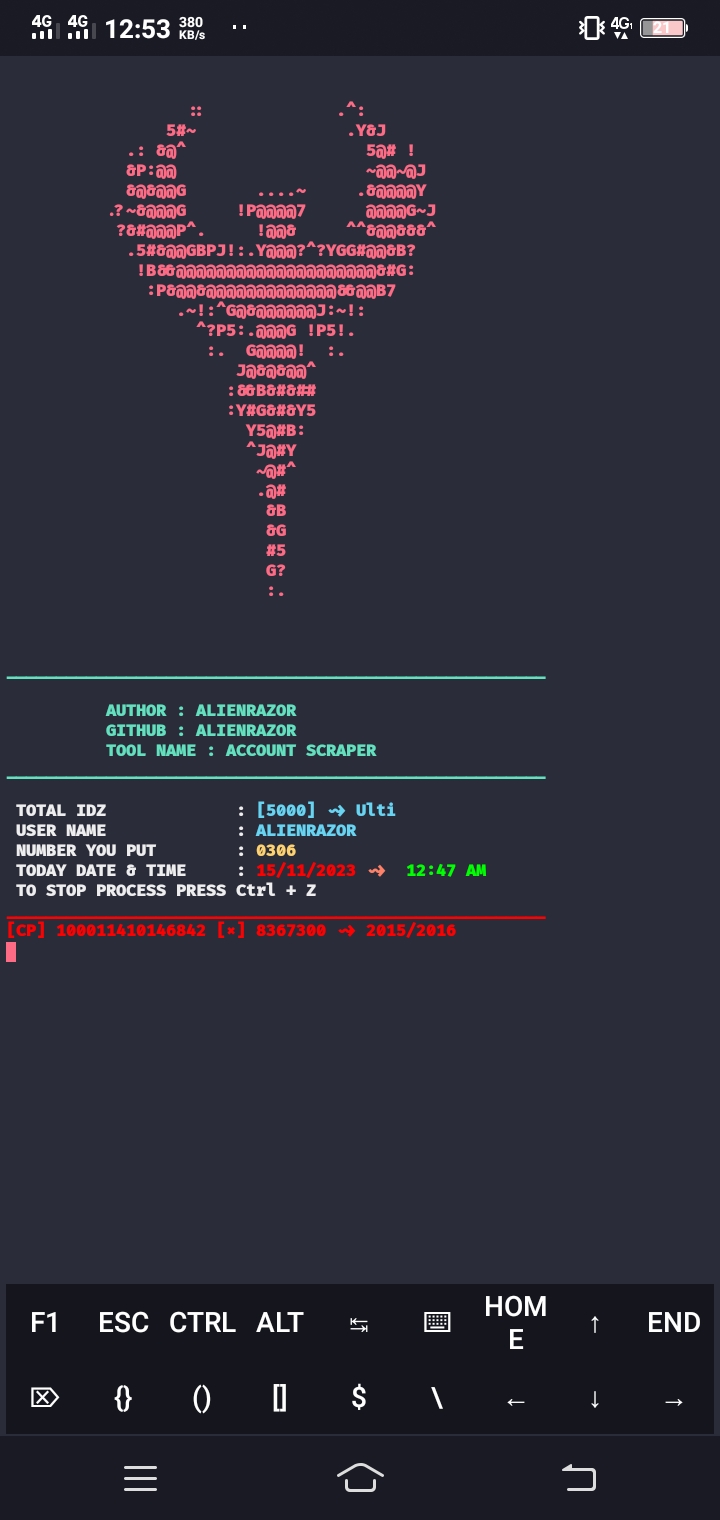 4G 4G 12:53 380 KB/s ·· 4G 21
::              .^:
5#~               .Y&J
.: &@^                  5@# !
&P:@@                   ~@@~@J
&@&@@G       ....~     .&@@@@Y
.?~&@@@G     !P@@@@7      @@@@G~J
?&#@@@P^.     !@@&     ^^&@@&&&^
.5#&@@GBPJ!:.Y@@@?^?YGG#@@&B?
!B&&@@@@@@@@@@@@@@@@@@@@&#G:
:P&@@&@@@@@@@@@@@@@&&@@B7
.~!:^G@&@@@@@@J:~!:
^?P5:.@@@G !P5!.
:.  G@@@@!  :.
J@&@&@@^
:&&B&#&##
:Y#G&#&Y5
Y5@#B:
^J@#Y
~@#^
.@#
&B
&G
#5
G?
:.
AUTHOR : ALIENRAZOR
GITHUB : ALIENRAZOR
TOOL NAME : ACCOUNT SCRAPER
TOTAL IDZ : [5000] ⇝ Ulti
USER NAME : ALIENRAZOR
NUMBER YOU PUT : 0306
TODAY DATE & TIME : 15/11/2023 ⇝ 12:47 AM
TO STOP PROCESS PRESS Ctrl + Z
[CP] 100011410146842 [×] 8367300 ⇝ 2015/2016
F1 ESC CTRL ALT ↹ ⌨ HOME ↑ END
⌦ {} () [] $ \ ← ↓ →